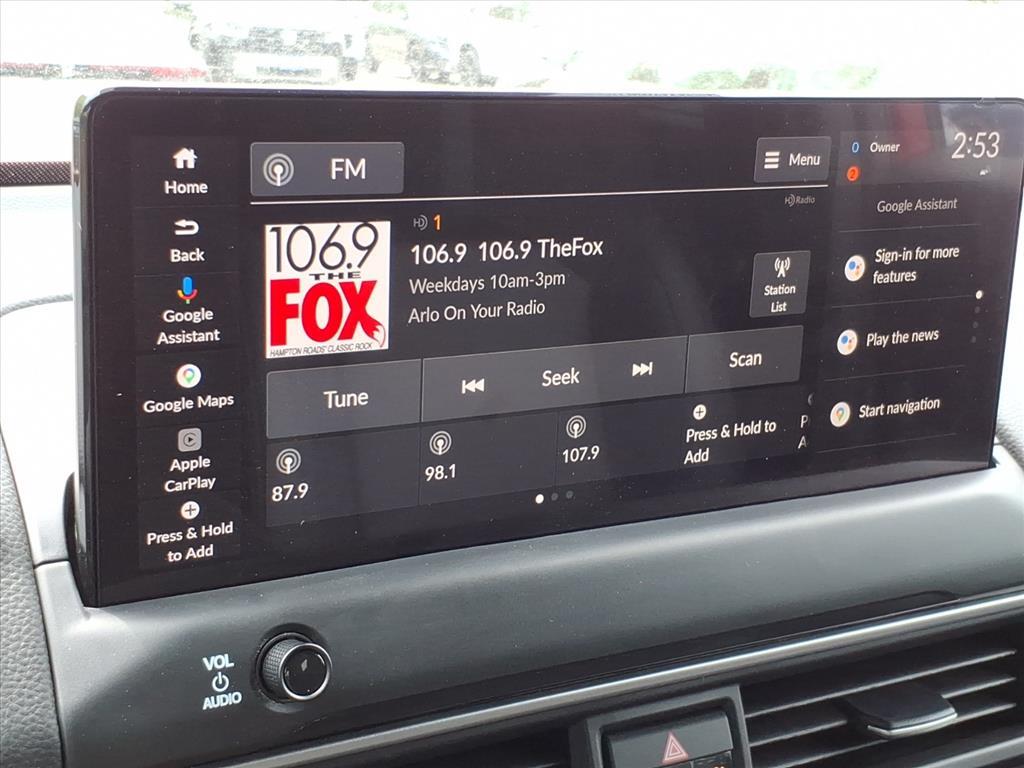 Home
Back
Google
Assistant
Google Maps
Apple
CarPlay
Press & Hold
to Add
FM
Menu
HD Radio
106.9
THE
FOX
HAMPTON ROADS' CLASSIC ROCK
HD 1
106.9 106.9 TheFox
Weekdays 10am-3pm
Arlo On Your Radio
Station
List
Tune
Seek
Scan
87.9
98.1
107.9
Press & Hold to
Add
P
A
0 Owner
2
2:53
Google Assistant
Sign-in for more
features
Play the news
Start navigation
VOL
AUDIO